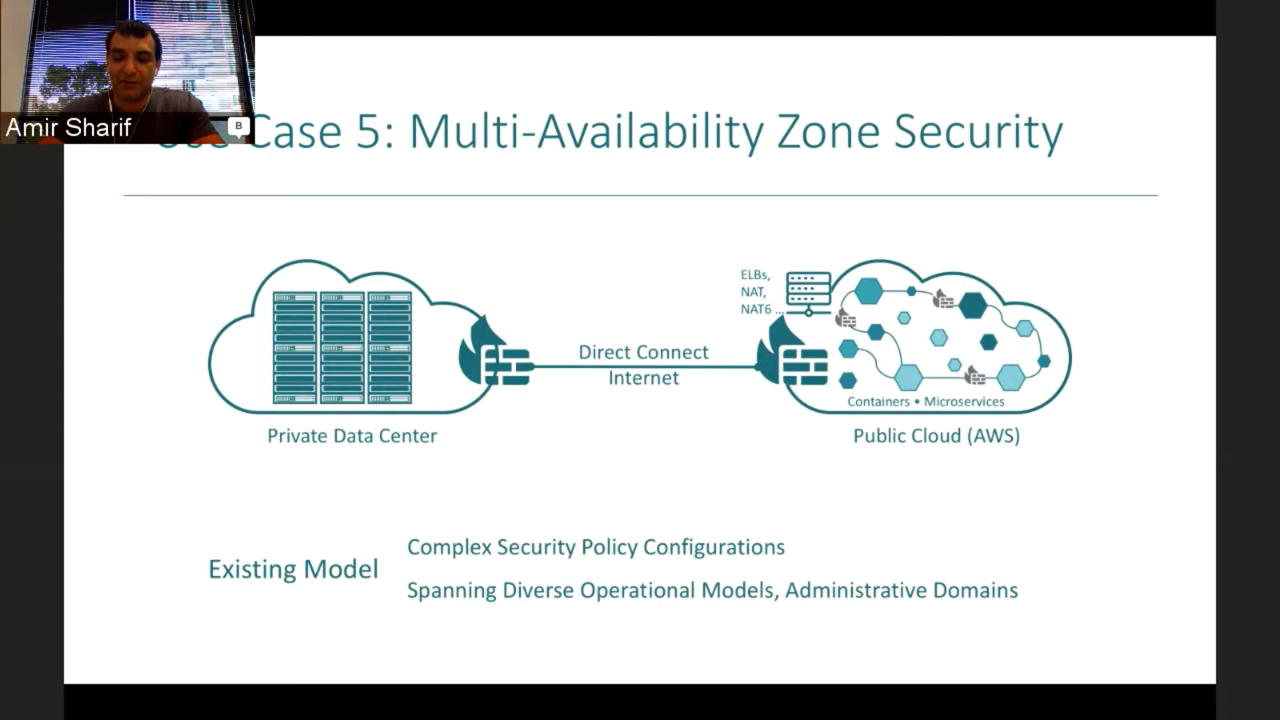 Amir Sharif
B
Case 5: Multi-Availability Zone Security
ELBs,
NAT,
NAT6 ...
Direct Connect
Internet
Containers • Microservices
Private Data Center
Public Cloud (AWS)
Existing Model
Complex Security Policy Configurations
Spanning Diverse Operational Models, Administrative Domains